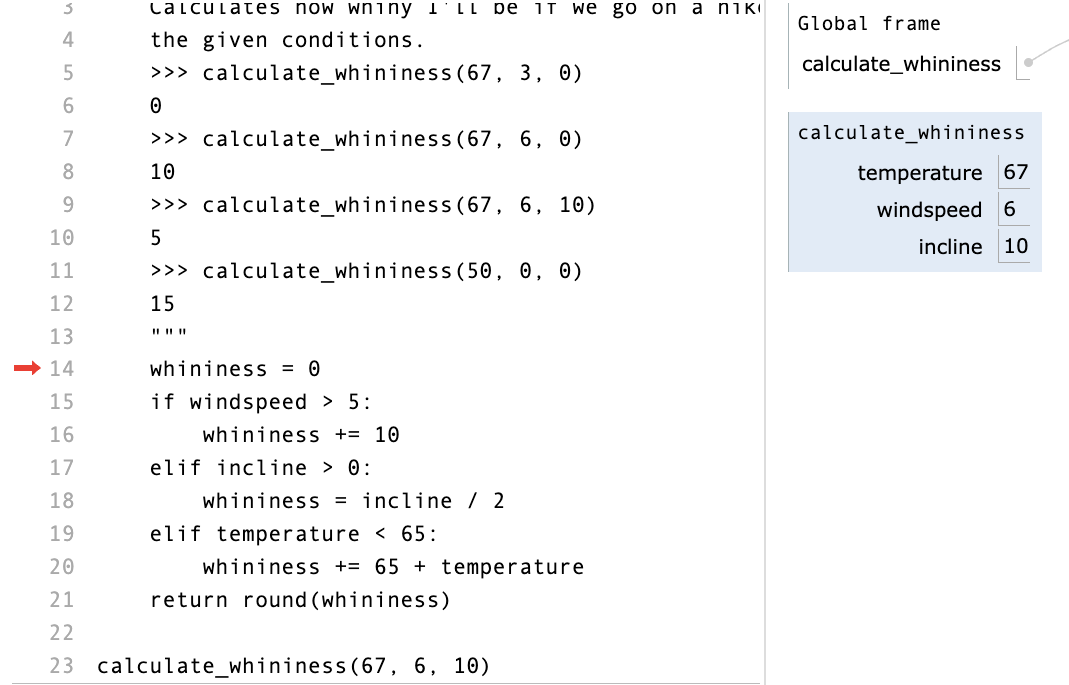 3 Calculates how whiny I'll be if we go on a hike
4 the given conditions.
5 >>> calculate_whininess(67, 3, 0)
6 0
7 >>> calculate_whininess(67, 6, 0)
8 10
9 >>> calculate_whininess(67, 6, 10)
10 5
11 >>> calculate_whininess(50, 0, 0)
12 15
13 """
14 whininess = 0
15 if windspeed > 5:
16 whininess += 10
17 elif incline > 0:
18 whininess = incline / 2
19 elif temperature < 65:
20 whininess += 65 + temperature
21 return round(whininess)
22
23 calculate_whininess(67, 6, 10)
Global frame
calculate_whininess
calculate_whininess
temperature 67
windspeed 6
incline 10